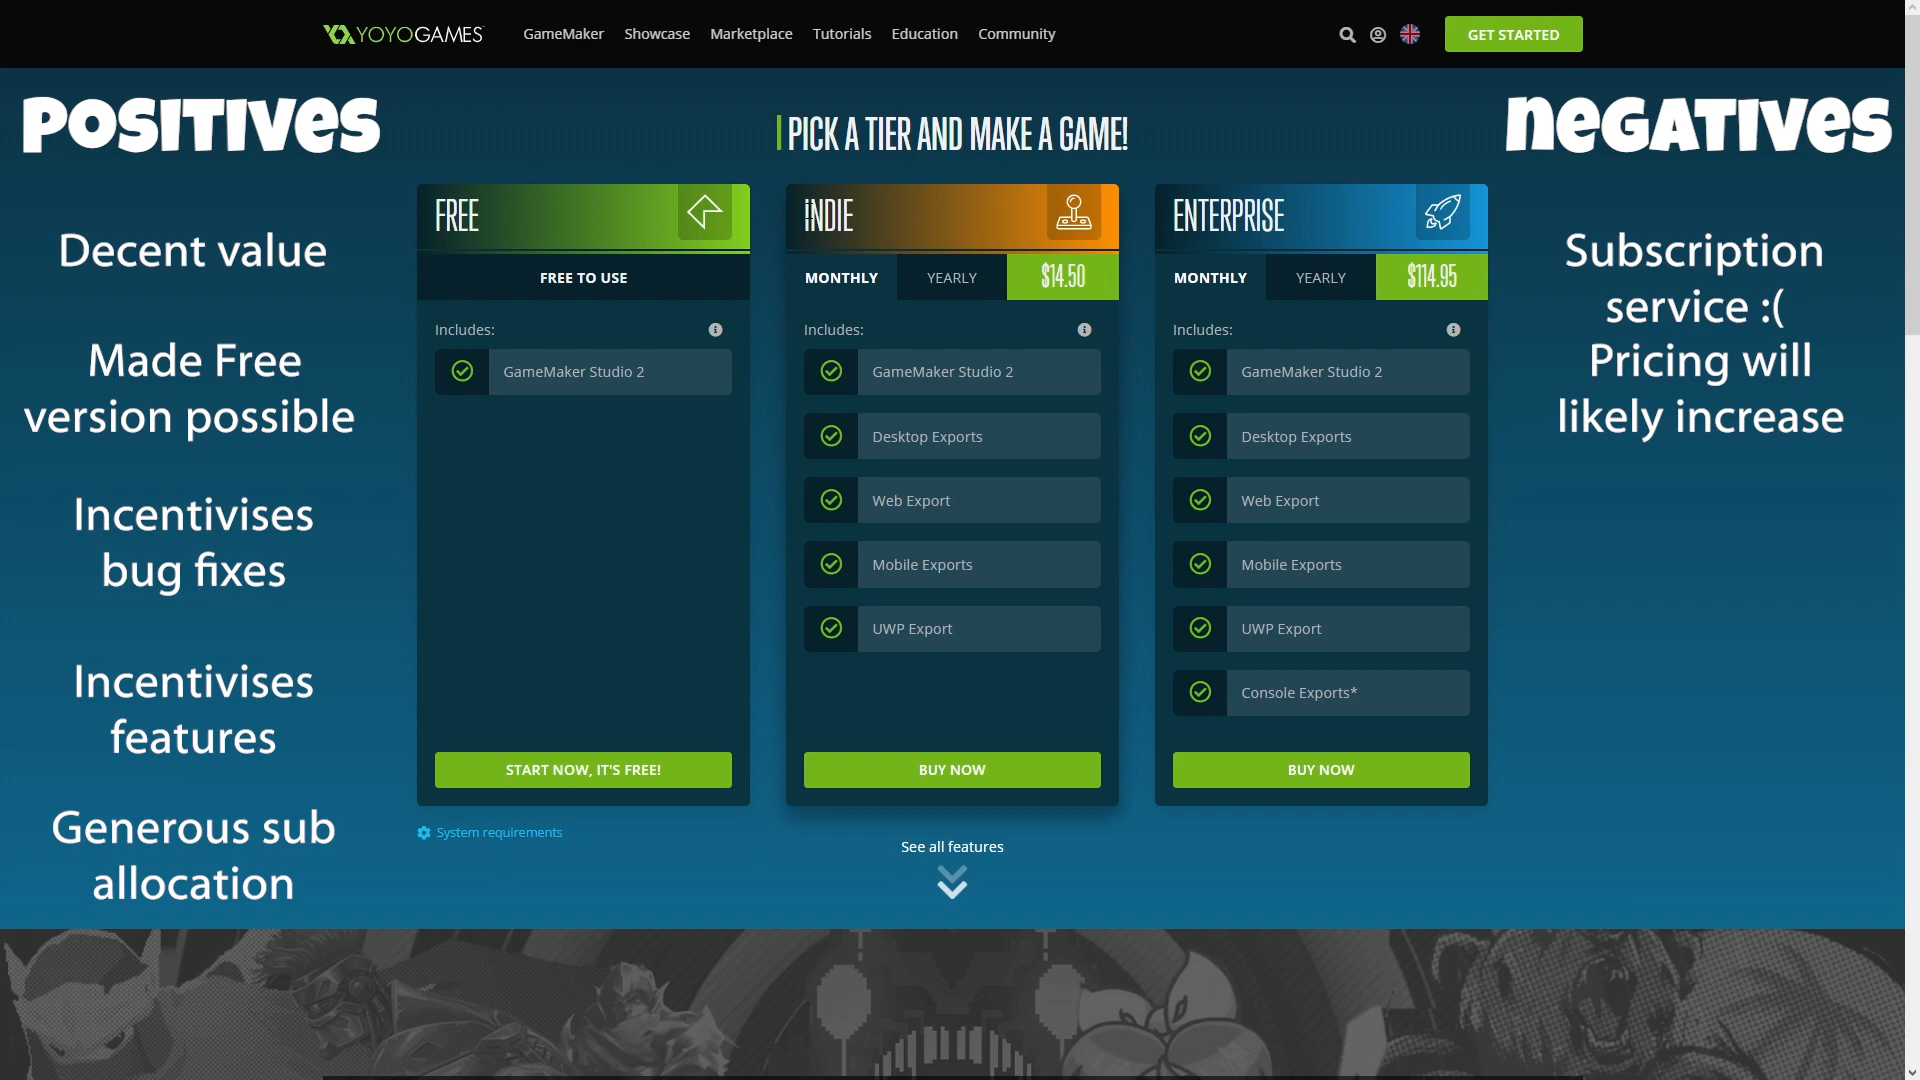 YOYOGAMES
GameMaker
Showcase
Marketplace
Tutorials
Education
Community
GET STARTED
POSITIVES
Decent value
Made Free
version possible
Incentivises
bug fixes
Incentivises
features
Generous sub
allocation
PICK A TIER AND MAKE A GAME!
FREE
FREE TO USE
Includes:
GameMaker Studio 2
START NOW, IT'S FREE!
System requirements
INDIE
MONTHLY
YEARLY
$14.50
Includes:
GameMaker Studio 2
Desktop Exports
Web Export
Mobile Exports
UWP Export
BUY NOW
See all features
ENTERPRISE
MONTHLY
YEARLY
$114.95
Includes:
GameMaker Studio 2
Desktop Exports
Web Export
Mobile Exports
UWP Export
Console Exports*
BUY NOW
NEGATIVES
Subscription
service :(
Pricing will
likely increase